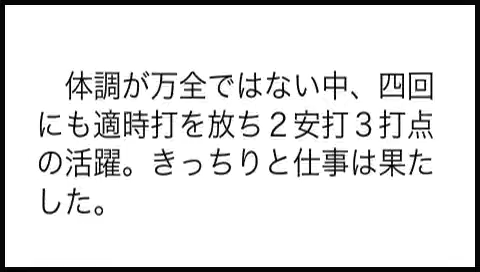 体調が万全ではない中、四回
にも適時打を放ち２安打３打点
の活躍。きっちりと仕事は果た
した。